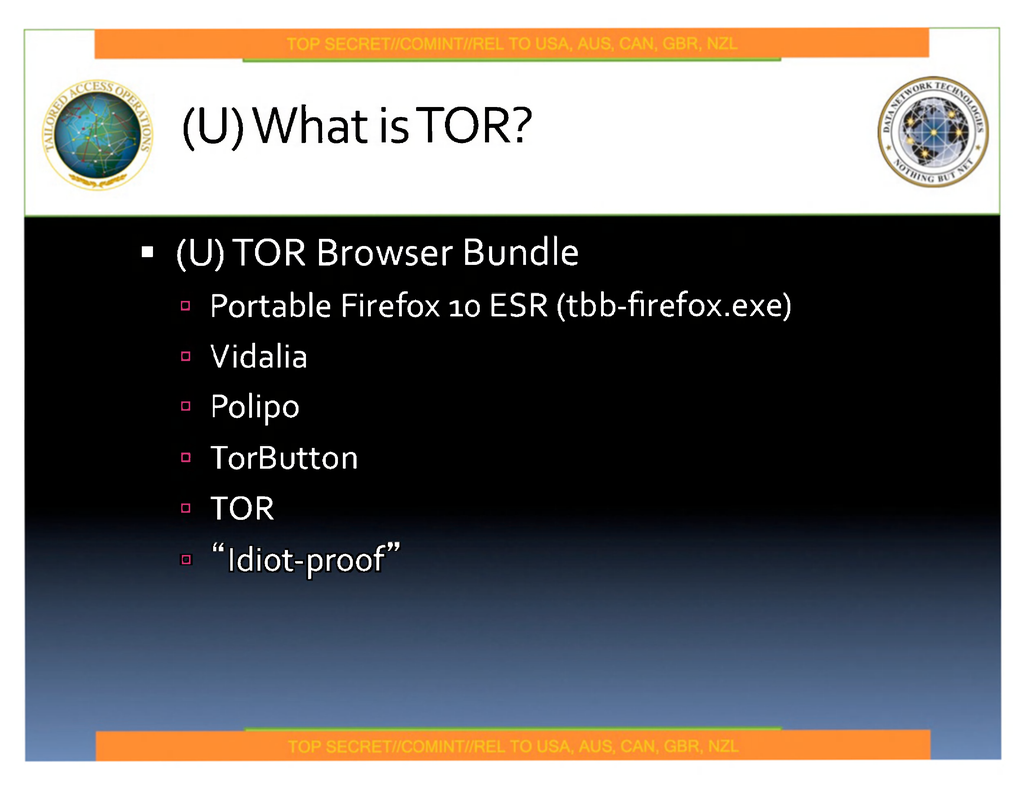 TOP SECRET//COMINT//REL TO USA, AUS, CAN, GBR, NZL
TAILORED ACCESS OPERATIONS
(U) What is TOR?
DATA NETWORK TECHNOLOGIES
NOTHING BUT NET
(U) TOR Browser Bundle
Portable Firefox 10 ESR (tbb-firefox.exe)
Vidalia
Polipo
TorButton
TOR
“Idiot-proof”
TOP SECRET//COMINT//REL TO USA, AUS, CAN, GBR, NZL